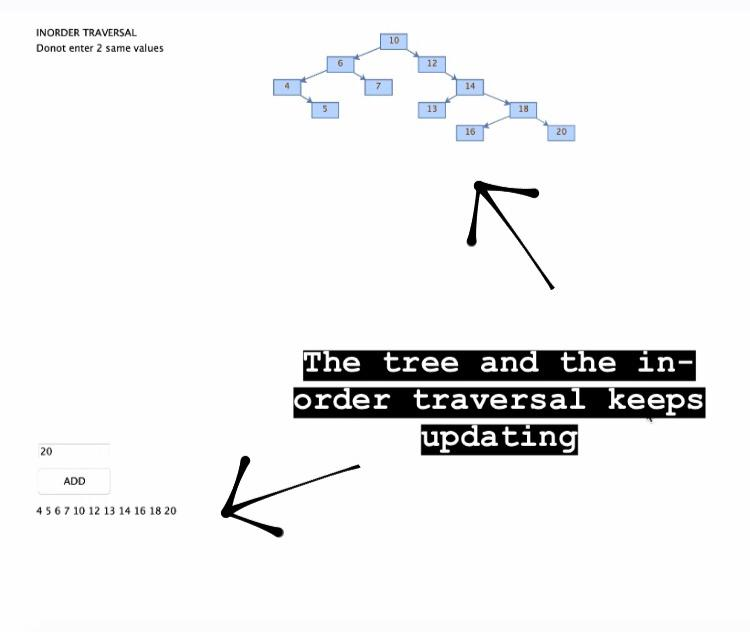 INORDER TRAVERSAL
Donot enter 2 same values
10
6 12
4 7 14
5 13 18
16 20
The tree and the in-
order traversal keeps
updating
20
ADD
4 5 6 7 10 12 13 14 16 18 20